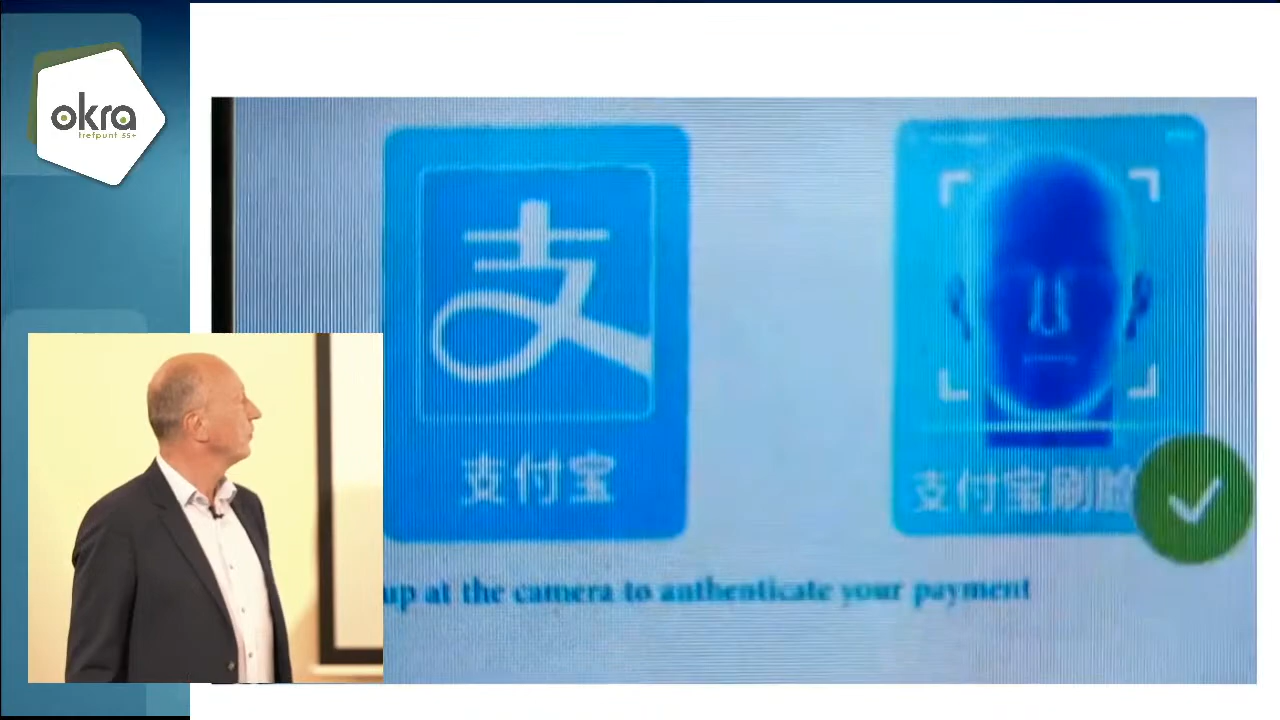 okra
trefpunt 55+
支
支付宝
支付宝刷脸
up at the camera to authenticate your payment